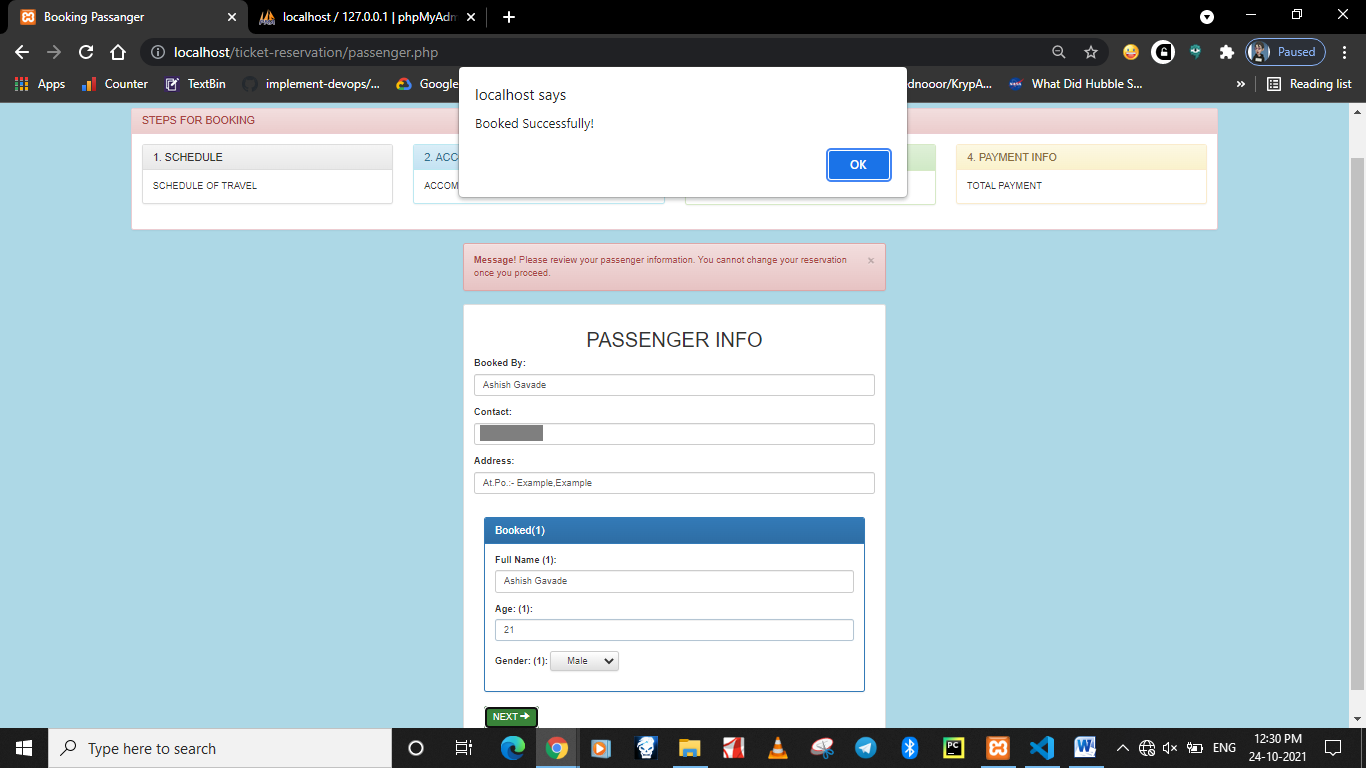 Booking Passanger
localhost / 127.0.0.1 | phpMyAdm
localhost/ticket-reservation/passenger.php
Paused
Apps
Counter
TextBin
implement-devops/...
Google
ednooor/KrypA...
What Did Hubble S...
»
Reading list
localhost says
Booked Successfully!
OK
STEPS FOR BOOKING
1. SCHEDULE
SCHEDULE OF TRAVEL
2. ACC
ACCOM
4. PAYMENT INFO
TOTAL PAYMENT
Message! Please review your passenger information. You cannot change your reservation
once you proceed.
×
PASSENGER INFO
Booked By:
Ashish Gavade
Contact:
Address:
At.Po.:- Example,Example
Booked(1)
Full Name (1):
Ashish Gavade
Age: (1):
21
Gender: (1): Male
NEXT
Type here to search
PC
W
ENG
12:30 PM
24-10-2021